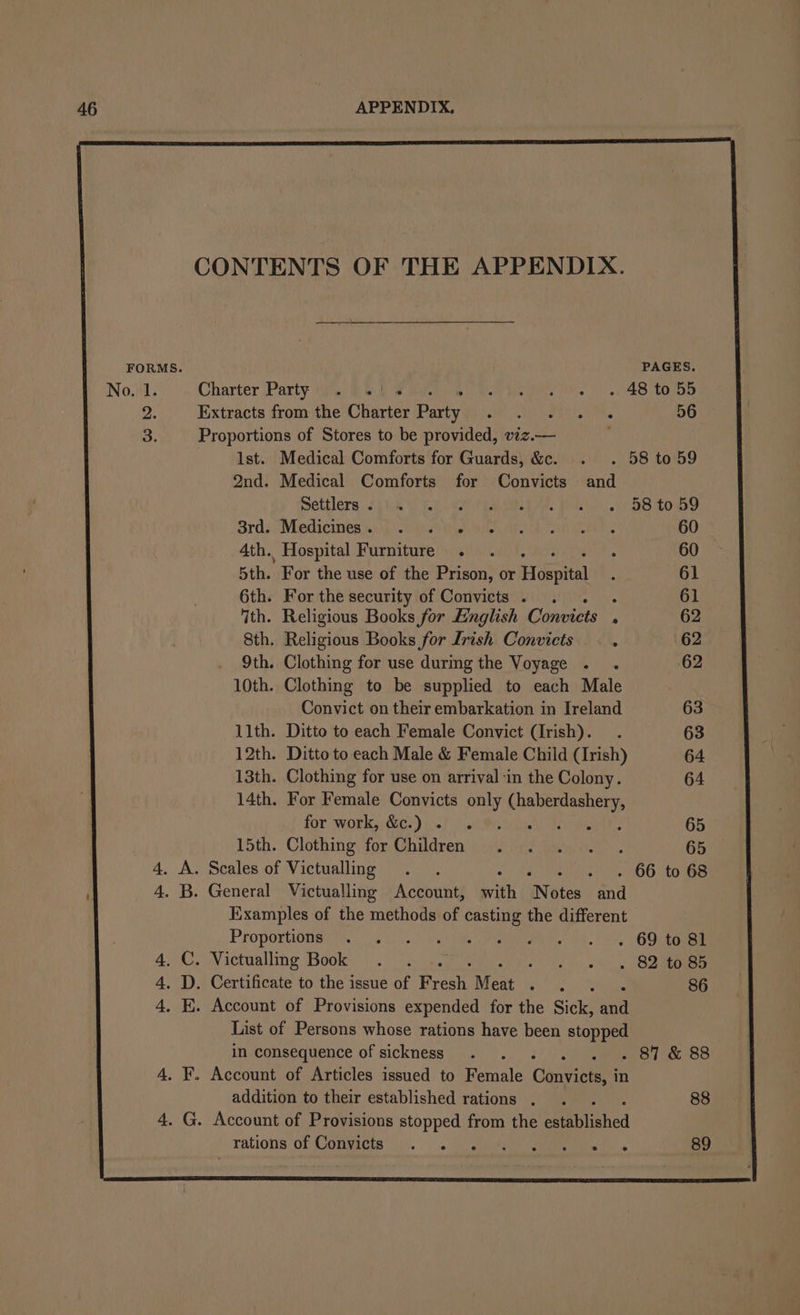 46 APPENDIX.
CONTENTS OF THE APPENDIX.
FORMS. PAGES.
No. 1. Charter Party . . . . . . . . . . 48 to 55
2. Extracts from the Charter Party . . . . . 56
3. Proportions of Stores to be provided, viz.—
1st. Medical Comforts for Guards, &c. . . 58 to 59
2nd. Medical Comforts for Convicts and
Settlers . . . . . . . . . . 58 to 59
3rd. Medicines . . . . . . . . . 60
4th. Hospital Furniture . . . . . . 60
5th. For the use of the Prison, or Hospital . 61
6th. For the security of Convicts . . . . 61
7th. Religious Books for English Convicts . 62
8th. Religious Books for Irish Convicts . 62
9th. Clothing for use during the Voyage . . 62
10th. Clothing to be supplied to each Male
Convict on their embarkation in Ireland 63
11th. Ditto to each Female Convict (Irish). . 63
12th. Ditto to each Male & Female Child (Irish) 64
13th. Clothing for use on arrival in the Colony. 64
14th. For Female Convicts only (haberdashery,
for work, &c.) . . . . . . . 65
15th. Clothing for Children . . . . . 65
4. A. Scales of Victualling . . . . . . . 66 to 68
4. B. General Victualling Account, with Notes and
Examples of the methods of casting the different
Proportions . . . . . . . . . . 69 to 81
4. C. Victualling Book . . . . . . . . . 82 to 85
4. D. Certificate to the issue of Fresh Meat . . . . 86
4. E. Account of Provisions expended for the Sick, and
List of Persons whose rations have been stopped
in consequence of sickness . . . . . . 87 & 88
4. F. Account of Articles issued to Female Convicts, in
addition to their established rations . . . . 88
4. G. Account of Provisions stopped from the established
rations of Convicts . . . . . . . . 89